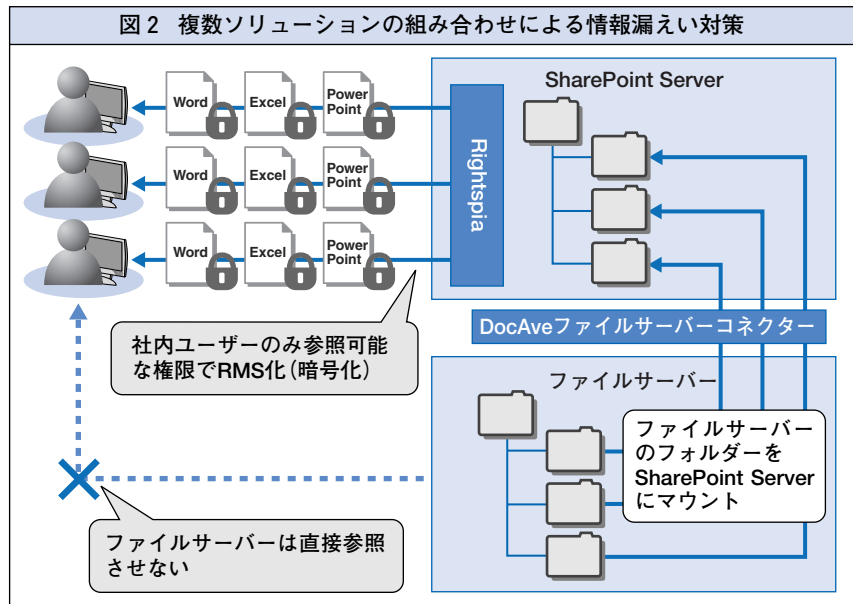 図2 複数ソリューションの組み合わせによる情報漏えい対策
SharePoint Server
Word
Excel
Power
Point
Word
Excel
Power
Point
Word
Excel
Power
Point
Rightspia
社内ユーザーのみ参照可能
な権限でRMS化(暗号化)
DocAveファイルサーバーコネクター
ファイルサーバー
ファイルサーバー
のフォルダーを
SharePoint Server
にマウント
ファイルサーバーは直接参照
させない